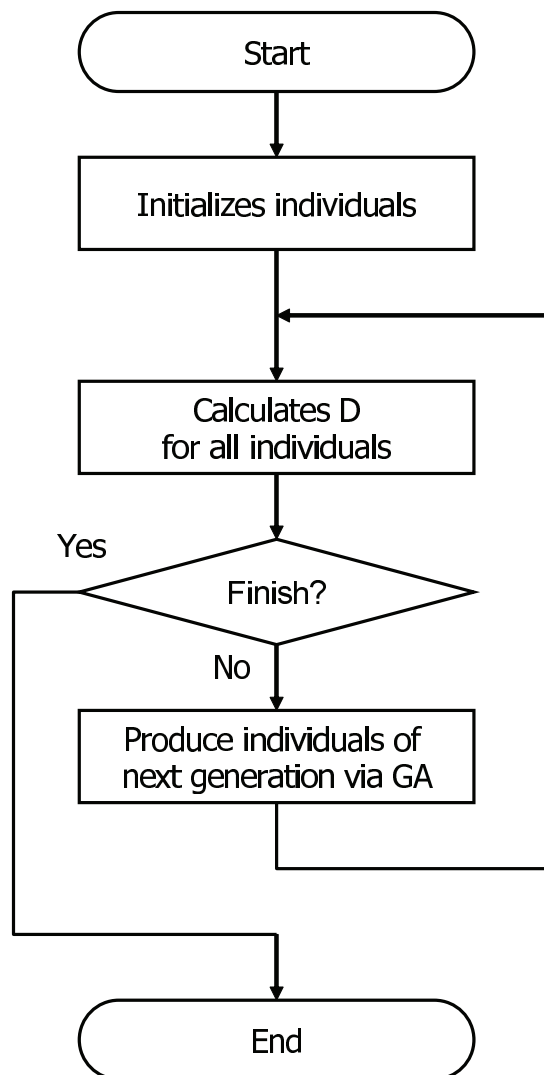 Start
Initializes individuals
Calculates D
for all individuals
Yes
Finish?
No
Produce individuals of
next generation via GA
End